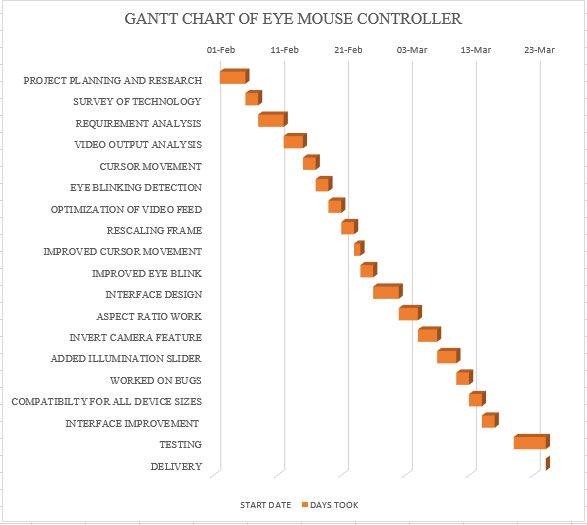 GANTT CHART OF EYE MOUSE CONTROLLER
01-Feb 11-Feb 21-Feb 03-Mar 13-Mar 23-Mar
PROJECT PLANNING AND RESEARCH
SURVEY OF TECHNOLOGY
REQUIREMENT ANALYSIS
VIDEO OUTPUT ANALYSIS
CURSOR MOVEMENT
EYE BLINKING DETECTION
OPTIMIZATION OF VIDEO FEED
RESCALING FRAME
IMPROVED CURSOR MOVEMENT
IMPROVED EYE BLINK
INTERFACE DESIGN
ASPECT RATIO WORK
INVERT CAMERA FEATURE
ADDED ILLUMINATION SLIDER
WORKED ON BUGS
COMPATIBILTY FOR ALL DEVICE SIZES
INTERFACE IMPROVEMENT
TESTING
DELIVERY
START DATE DAYS TOOK